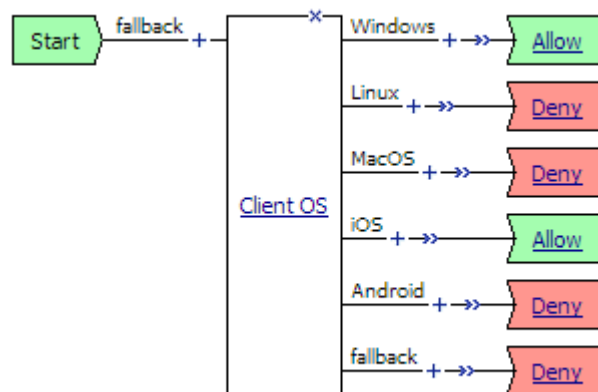 Start
fallback
Client OS
Windows
Allow
Linux
Deny
MacOS
Deny
iOS
Allow
Android
Deny
fallback
Deny